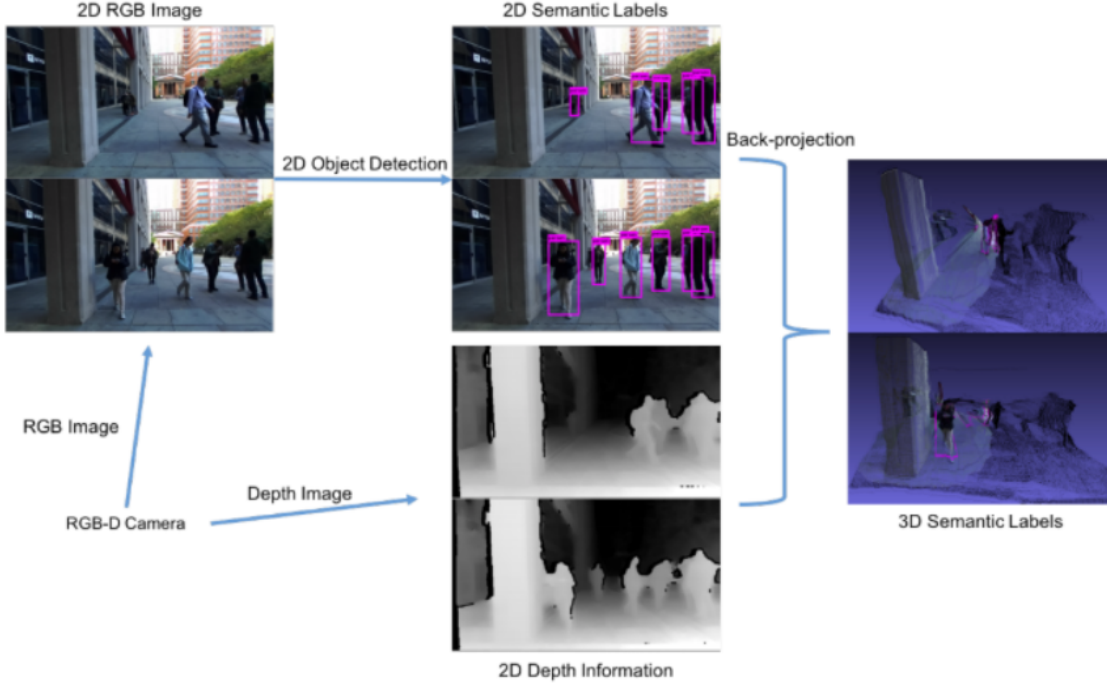 2D RGB Image
2D Semantic Labels
2D Object Detection
Back-projection
RGB Image
Depth Image
RGB-D Camera
3D Semantic Labels
2D Depth Information